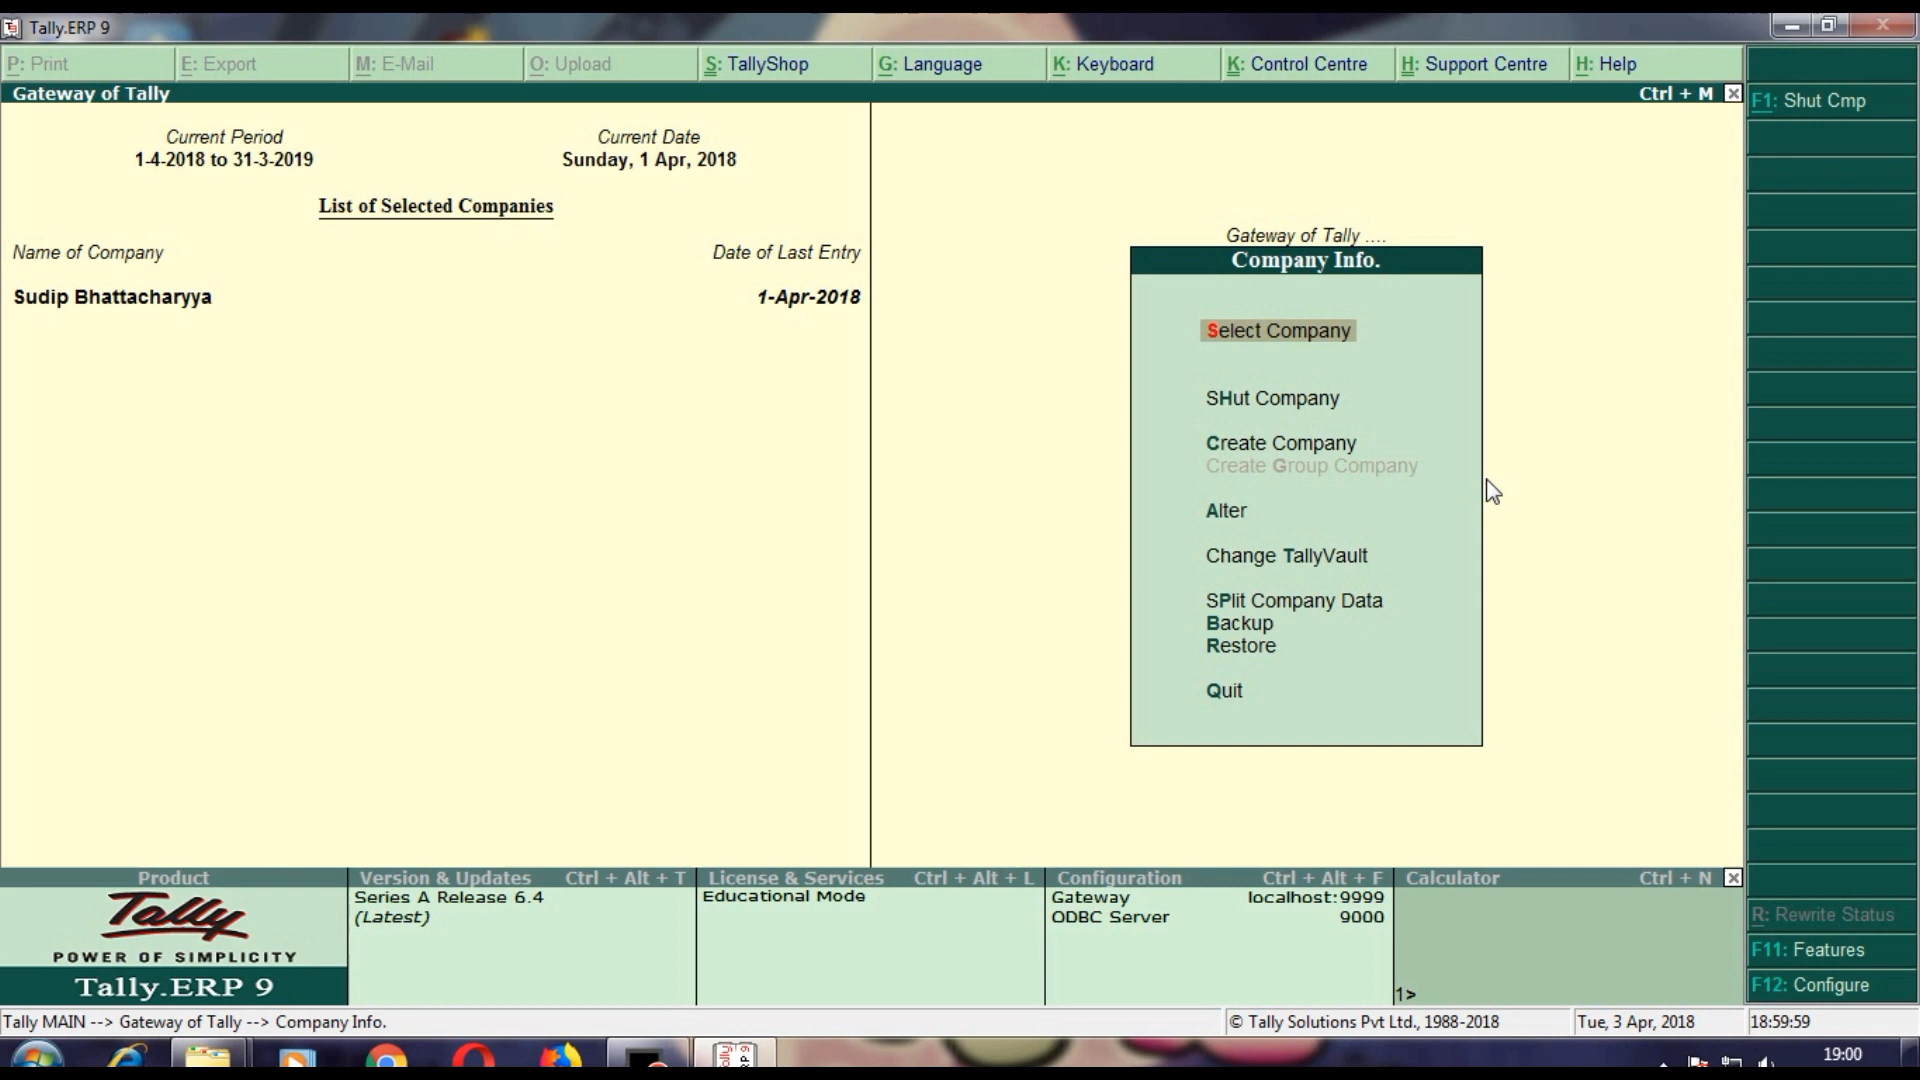 Tally.ERP 9
P: Print E: Export M: E-Mail O: Upload S: TallyShop G: Language K: Keyboard K: Control Centre H: Support Centre H: Help
Gateway of Tally Ctrl + M
F1: Shut Cmp
Current Period Current Date
1-4-2018 to 31-3-2019 Sunday, 1 Apr, 2018
List of Selected Companies
Name of Company Date of Last Entry
Sudip Bhattacharyya 1-Apr-2018
Gateway of Tally ....
Company Info.
Select Company
SHut Company
Create Company
Create Group Company
Alter
Change TallyVault
SPlit Company Data
Backup
Restore
Quit
Product Version & Updates Ctrl + Alt + T License & Services Ctrl + Alt + L Configuration Ctrl + Alt + F Calculator Ctrl + N
Tally
POWER OF SIMPLICITY
Tally.ERP 9
Series A Release 6.4
(Latest)
Educational Mode
Gateway localhost:9999
ODBC Server 9000
1>
R: Rewrite Status
F11: Features
F12: Configure
Tally MAIN --> Gateway of Tally --> Company Info. © Tally Solutions Pvt Ltd., 1988-2018 Tue, 3 Apr, 2018 18:59:59
19:00